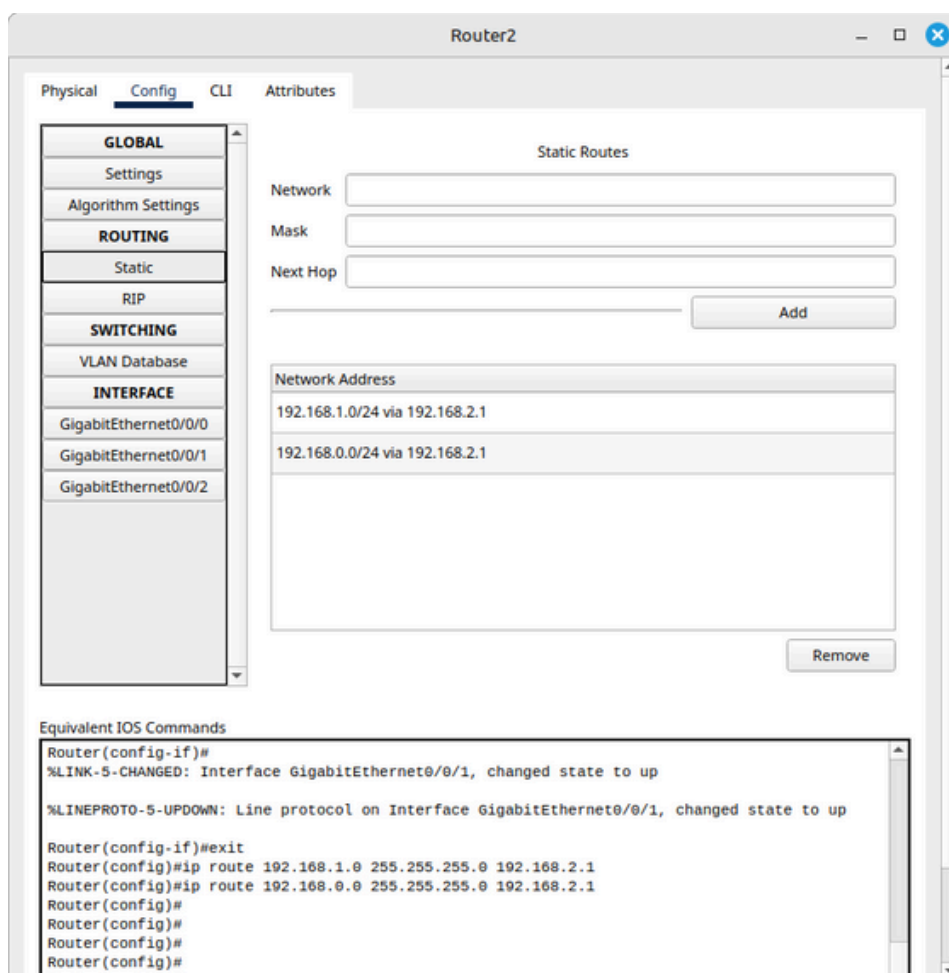 Router2
Physical Config CLI Attributes
GLOBAL
Settings
Algorithm Settings
ROUTING
Static
RIP
SWITCHING
VLAN Database
INTERFACE
GigabitEthernet0/0/0
GigabitEthernet0/0/1
GigabitEthernet0/0/2
Static Routes
Network
Mask
Next Hop
Add
Network Address
192.168.1.0/24 via 192.168.2.1
192.168.0.0/24 via 192.168.2.1
Remove
Equivalent IOS Commands
Router(config-if)#
%LINK-5-CHANGED: Interface GigabitEthernet0/0/1, changed state to up
%LINEPROTO-5-UPDOWN: Line protocol on Interface GigabitEthernet0/0/1, changed state to up
Router(config-if)#exit
Router(config)#ip route 192.168.1.0 255.255.255.0 192.168.2.1
Router(config)#ip route 192.168.0.0 255.255.255.0 192.168.2.1
Router(config)#
Router(config)#
Router(config)#
Router(config)#